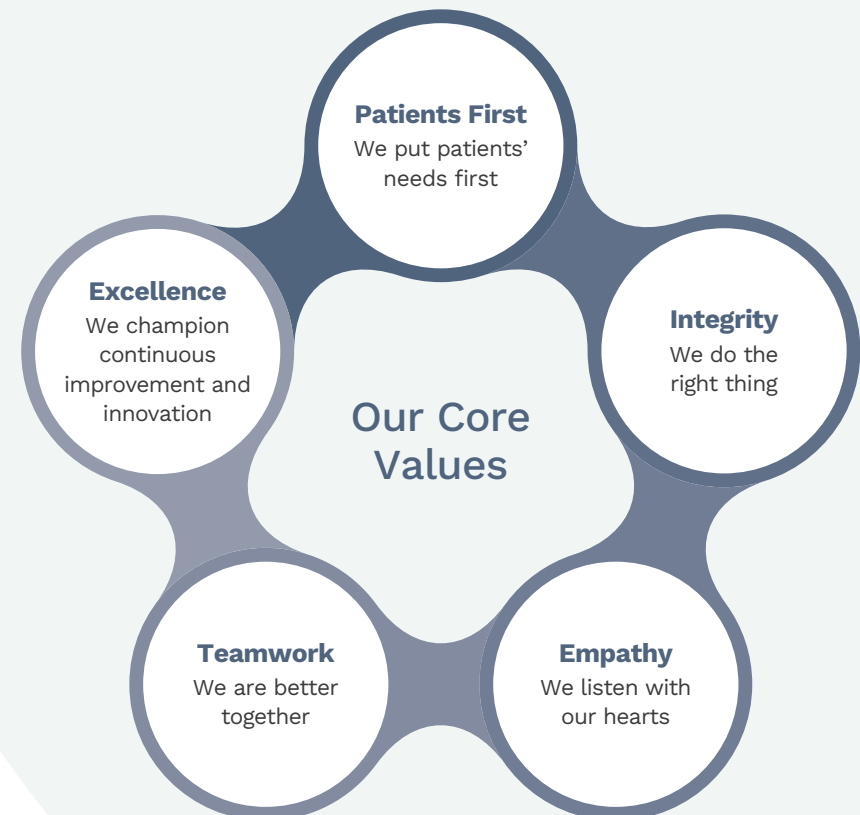 Patients First
We put patients’
needs first
Integrity
We do the
right thing
Empathy
We listen with
our hearts
Teamwork
We are better
together
Excellence
We champion
continuous
improvement and
innovation
Our Core
Values